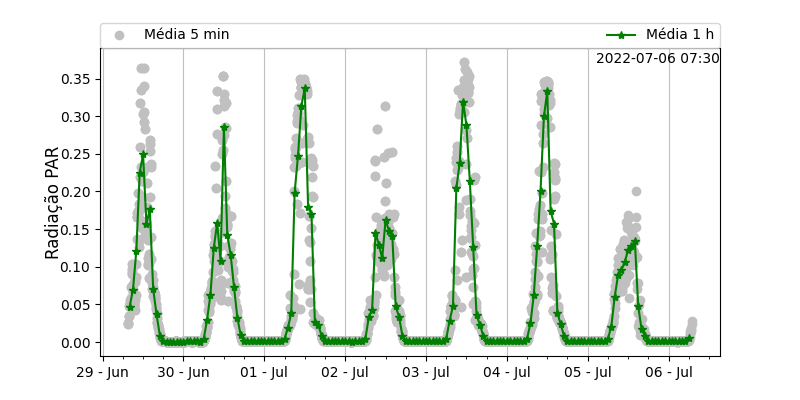 Média 5 min
Média 1 h
2022-07-06 07:30
Radiação PAR
0.35
0.30
0.25
0.20
0.15
0.10
0.05
0.00
29 - Jun
30 - Jun
01 - Jul
02 - Jul
03 - Jul
04 - Jul
05 - Jul
06 - Jul